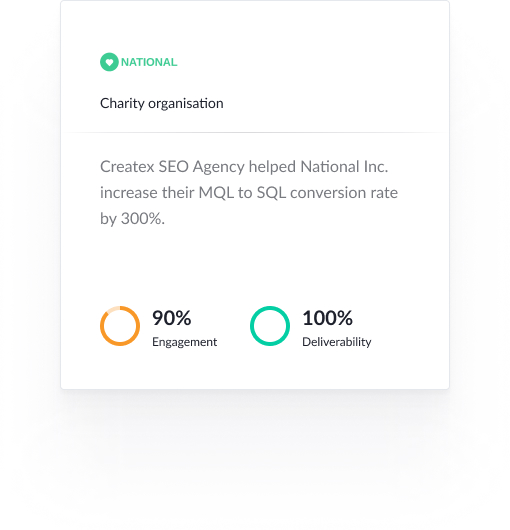 NATIONAL
Charity organisation
Createx SEO Agency helped National Inc.
increase their MQL to SQL conversion rate
by 300%.
90%
Engagement
100%
Deliverability